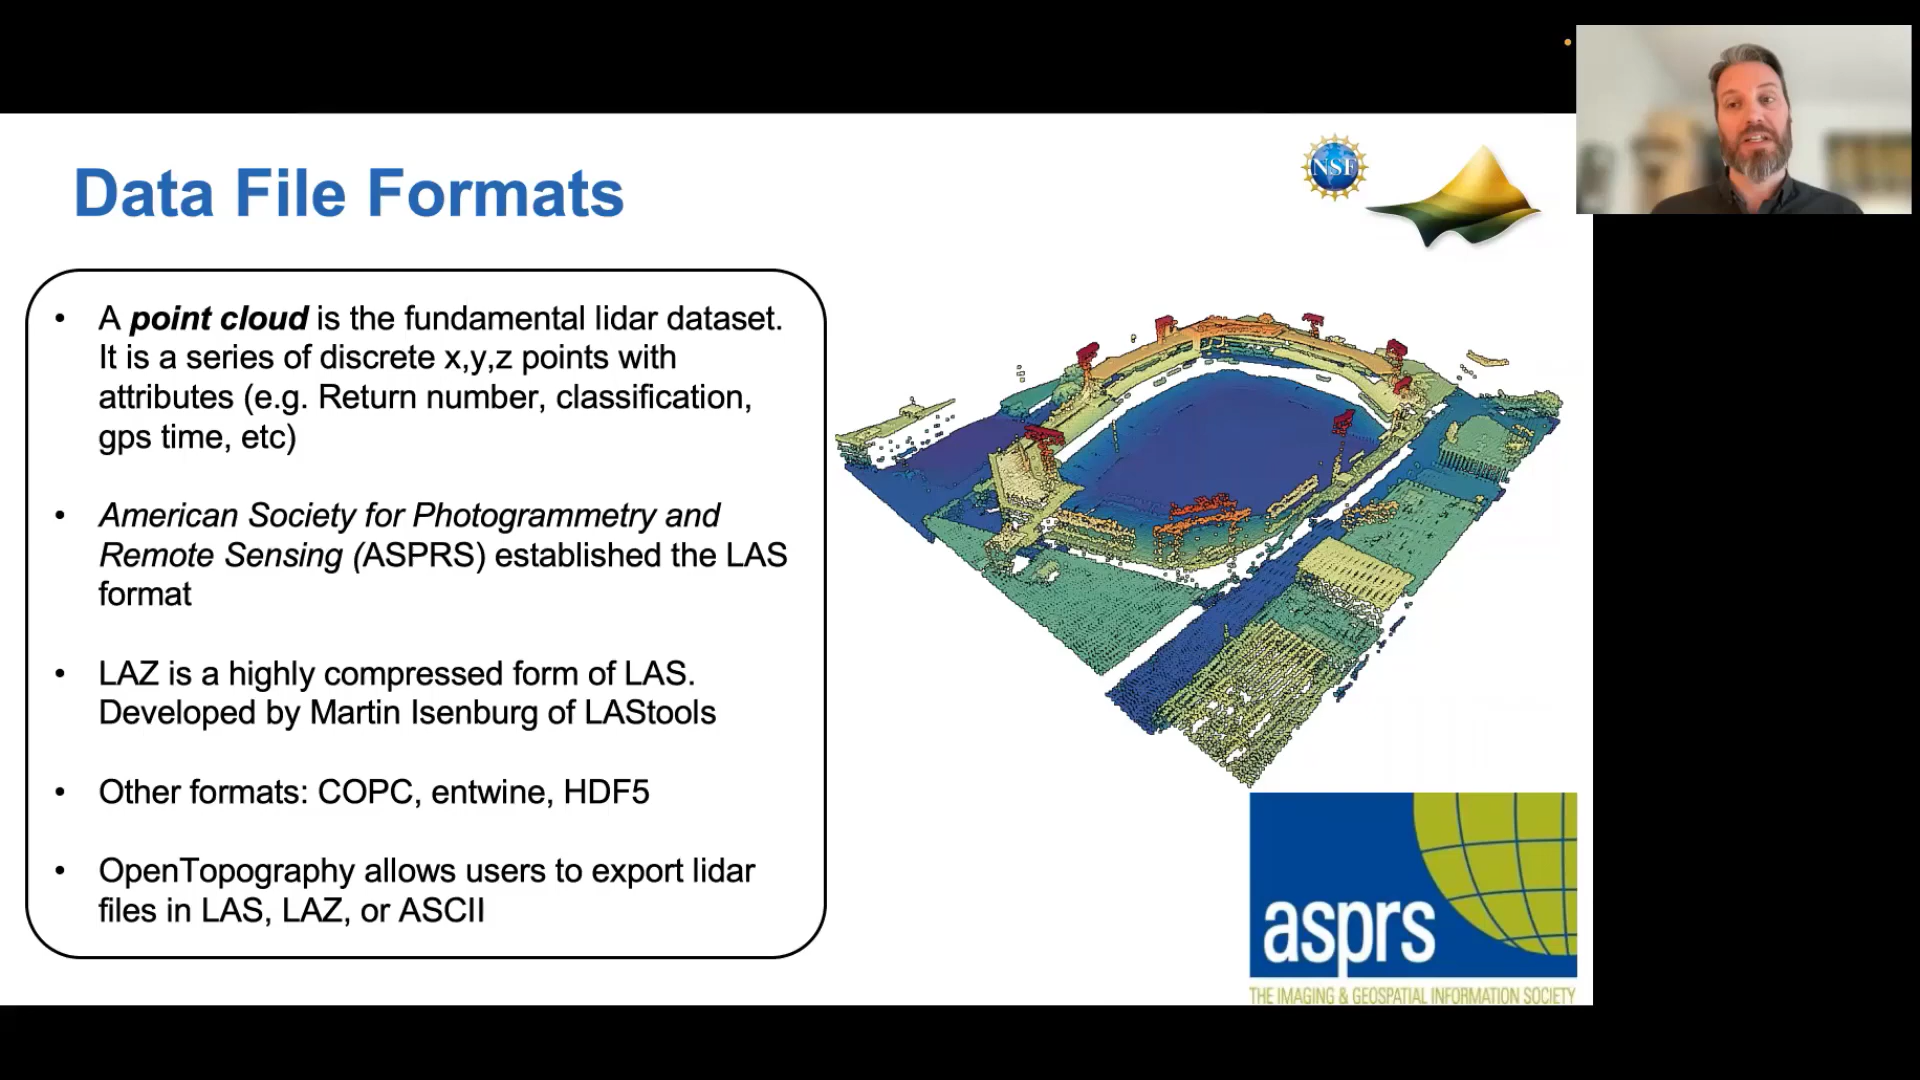 NSF
Data File Formats
• A point cloud is the fundamental lidar dataset.
It is a series of discrete x,y,z points with
attributes (e.g. Return number, classification,
gps time, etc)
• American Society for Photogrammetry and
Remote Sensing (ASPRS) established the LAS
format
• LAZ is a highly compressed form of LAS.
Developed by Martin Isenburg of LAStools
• Other formats: COPC, entwine, HDF5
• OpenTopography allows users to export lidar
files in LAS, LAZ, or ASCII
asprs
THE IMAGING & GEOSPATIAL INFORMATION SOCIETY